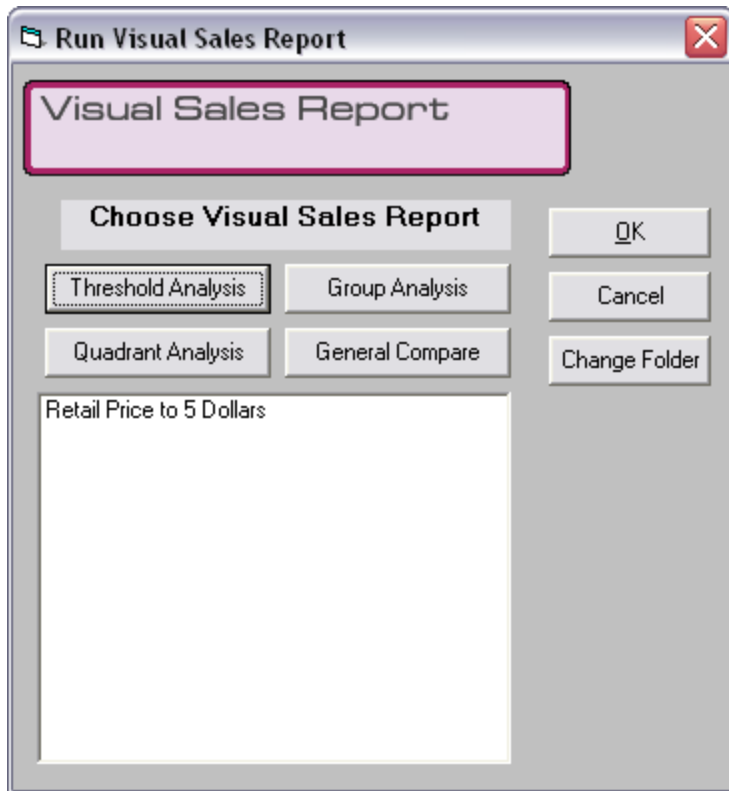 Run Visual Sales Report
Visual Sales Report
Choose Visual Sales Report
OK
Threshold Analysis
Group Analysis
Cancel
Quadrant Analysis
General Compare
Change Folder
Retail Price to 5 Dollars